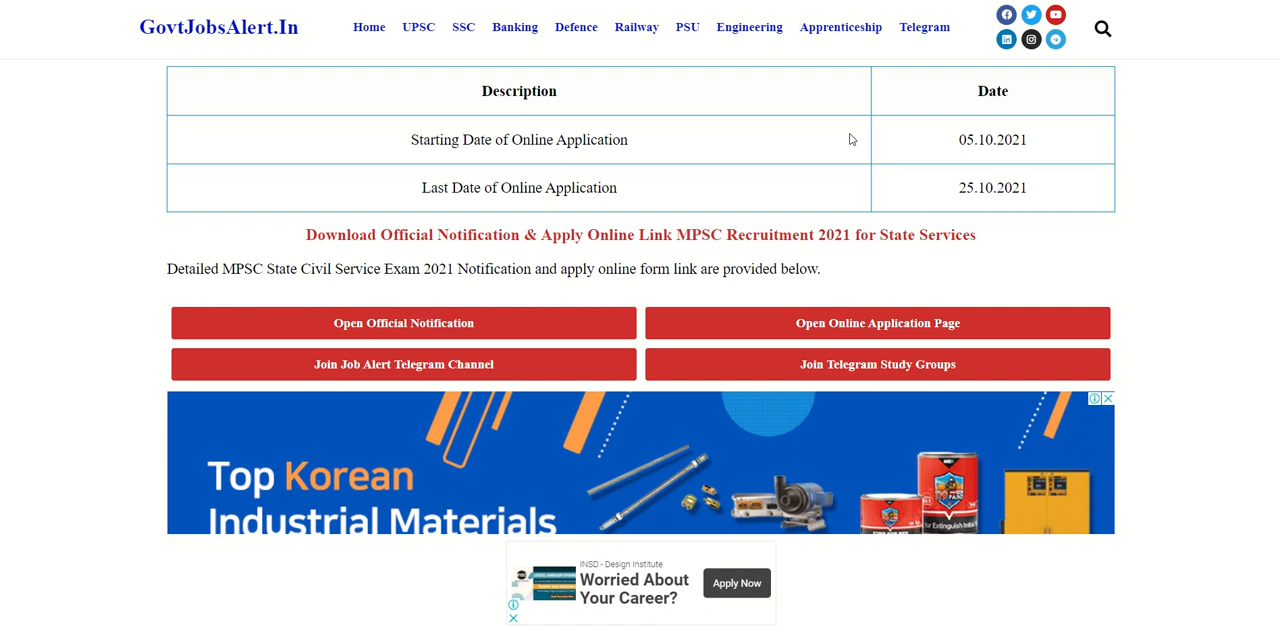 GovtJobsAlert.In
Home UPSC SSC Banking Defence Railway PSU Engineering Apprenticeship Telegram
Description Date
Starting Date of Online Application 05.10.2021
Last Date of Online Application 25.10.2021
Download Official Notification & Apply Online Link MPSC Recruitment 2021 for State Services
Detailed MPSC State Civil Service Exam 2021 Notification and apply online form link are provided below.
Open Official Notification Open Online Application Page
Join Job Alert Telegram Channel Join Telegram Study Groups
Top Korean
Industrial Materials
INSD - Design Institute
Worried About
Your Career?
Apply Now